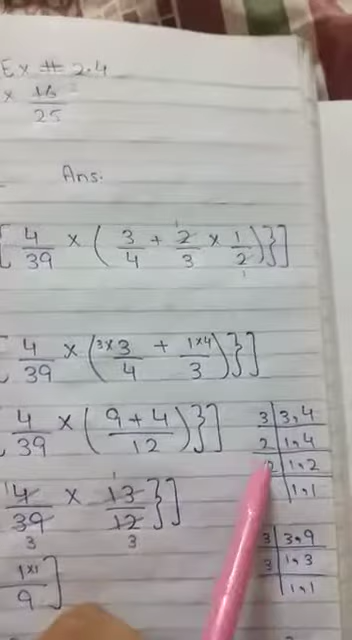 Ex # 2.4
× 16/25
Ans:
[ 4/39 × ( 3/4 + 2/3 × 1/2 ) } ]
4/39 × ( 3×3/4 + 1×4/3 ) } ]
4/39 × ( 9+4/12 ) } ]
3 | 3, 4
2 | 1, 4
2 | 1, 2
1, 1
4/39 × 13/12 } ]
1 1
3 3
1×1/9 ]
3 | 3, 9
3 | 1, 3
1, 1